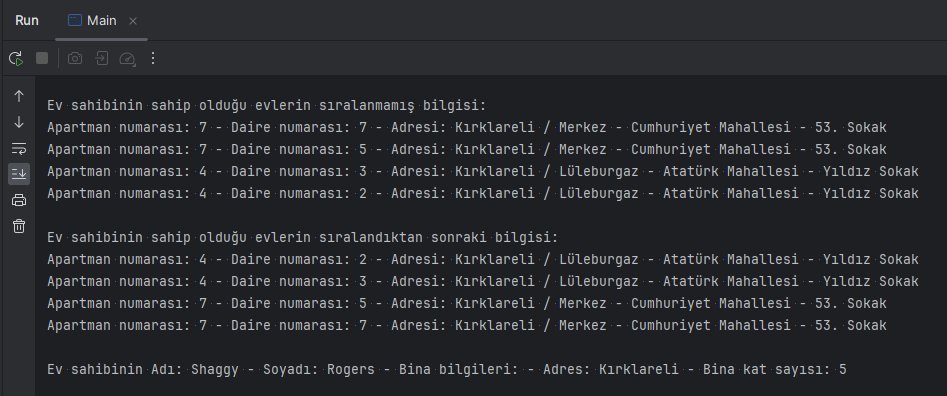 Run
Main
Ev sahibinin sahip olduğu evlerin sıralanmamış bilgisi:
Apartman numarası: 7 - Daire numarası: 7 - Adresi: Kırklareli / Merkez - Cumhuriyet Mahallesi - 53. Sokak
Apartman numarası: 7 - Daire numarası: 5 - Adresi: Kırklareli / Merkez - Cumhuriyet Mahallesi - 53. Sokak
Apartman numarası: 4 - Daire numarası: 3 - Adresi: Kırklareli / Lüleburgaz - Atatürk Mahallesi - Yıldız Sokak
Apartman numarası: 4 - Daire numarası: 2 - Adresi: Kırklareli / Lüleburgaz - Atatürk Mahallesi - Yıldız Sokak
Ev sahibinin sahip olduğu evlerin sıralandıktan sonraki bilgisi:
Apartman numarası: 4 - Daire numarası: 2 - Adresi: Kırklareli / Lüleburgaz - Atatürk Mahallesi - Yıldız Sokak
Apartman numarası: 4 - Daire numarası: 3 - Adresi: Kırklareli / Lüleburgaz - Atatürk Mahallesi - Yıldız Sokak
Apartman numarası: 7 - Daire numarası: 5 - Adresi: Kırklareli / Merkez - Cumhuriyet Mahallesi - 53. Sokak
Apartman numarası: 7 - Daire numarası: 7 - Adresi: Kırklareli / Merkez - Cumhuriyet Mahallesi - 53. Sokak
Ev sahibinin Adı: Shaggy - Soyadı: Rogers - Bina bilgileri: - Adres: Kırklareli - Bina kat sayısı: 5